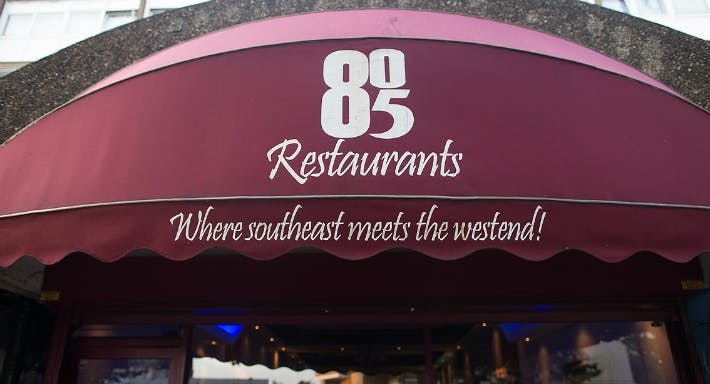 805
Restaurants
Where southeast meets the westend!